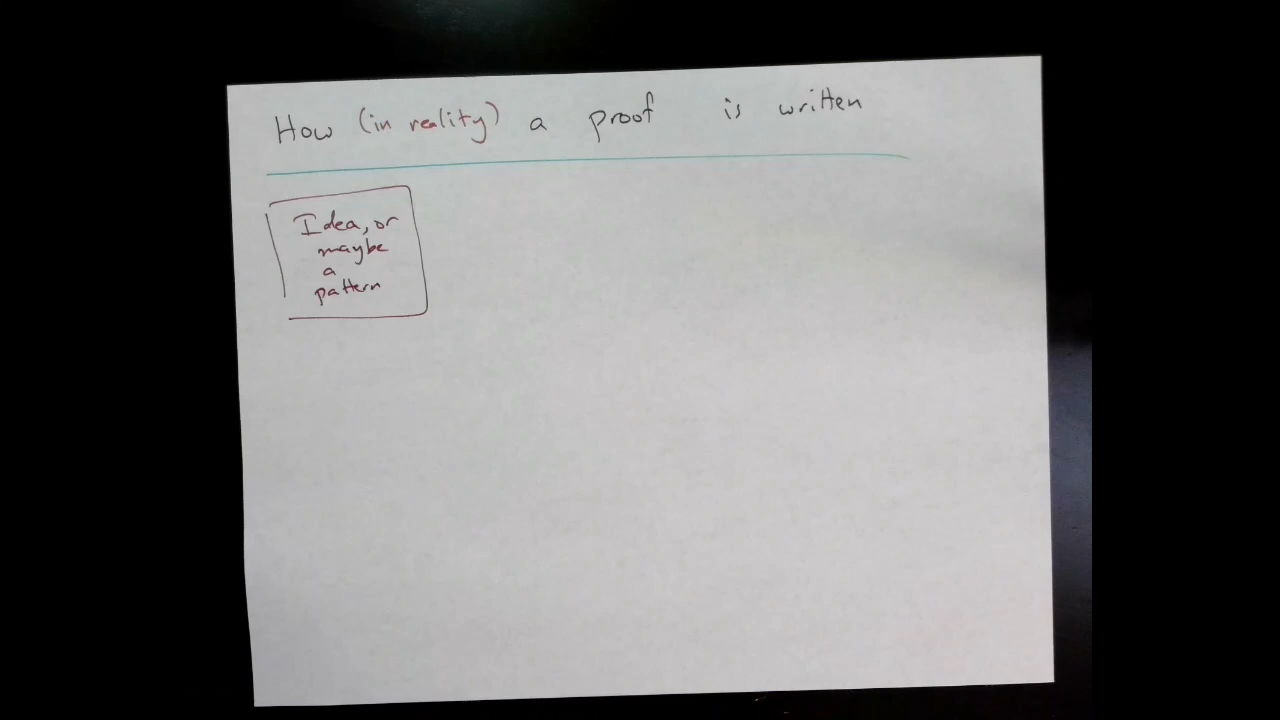 How (in reality) a proof is written
Idea, or
maybe
a
pattern